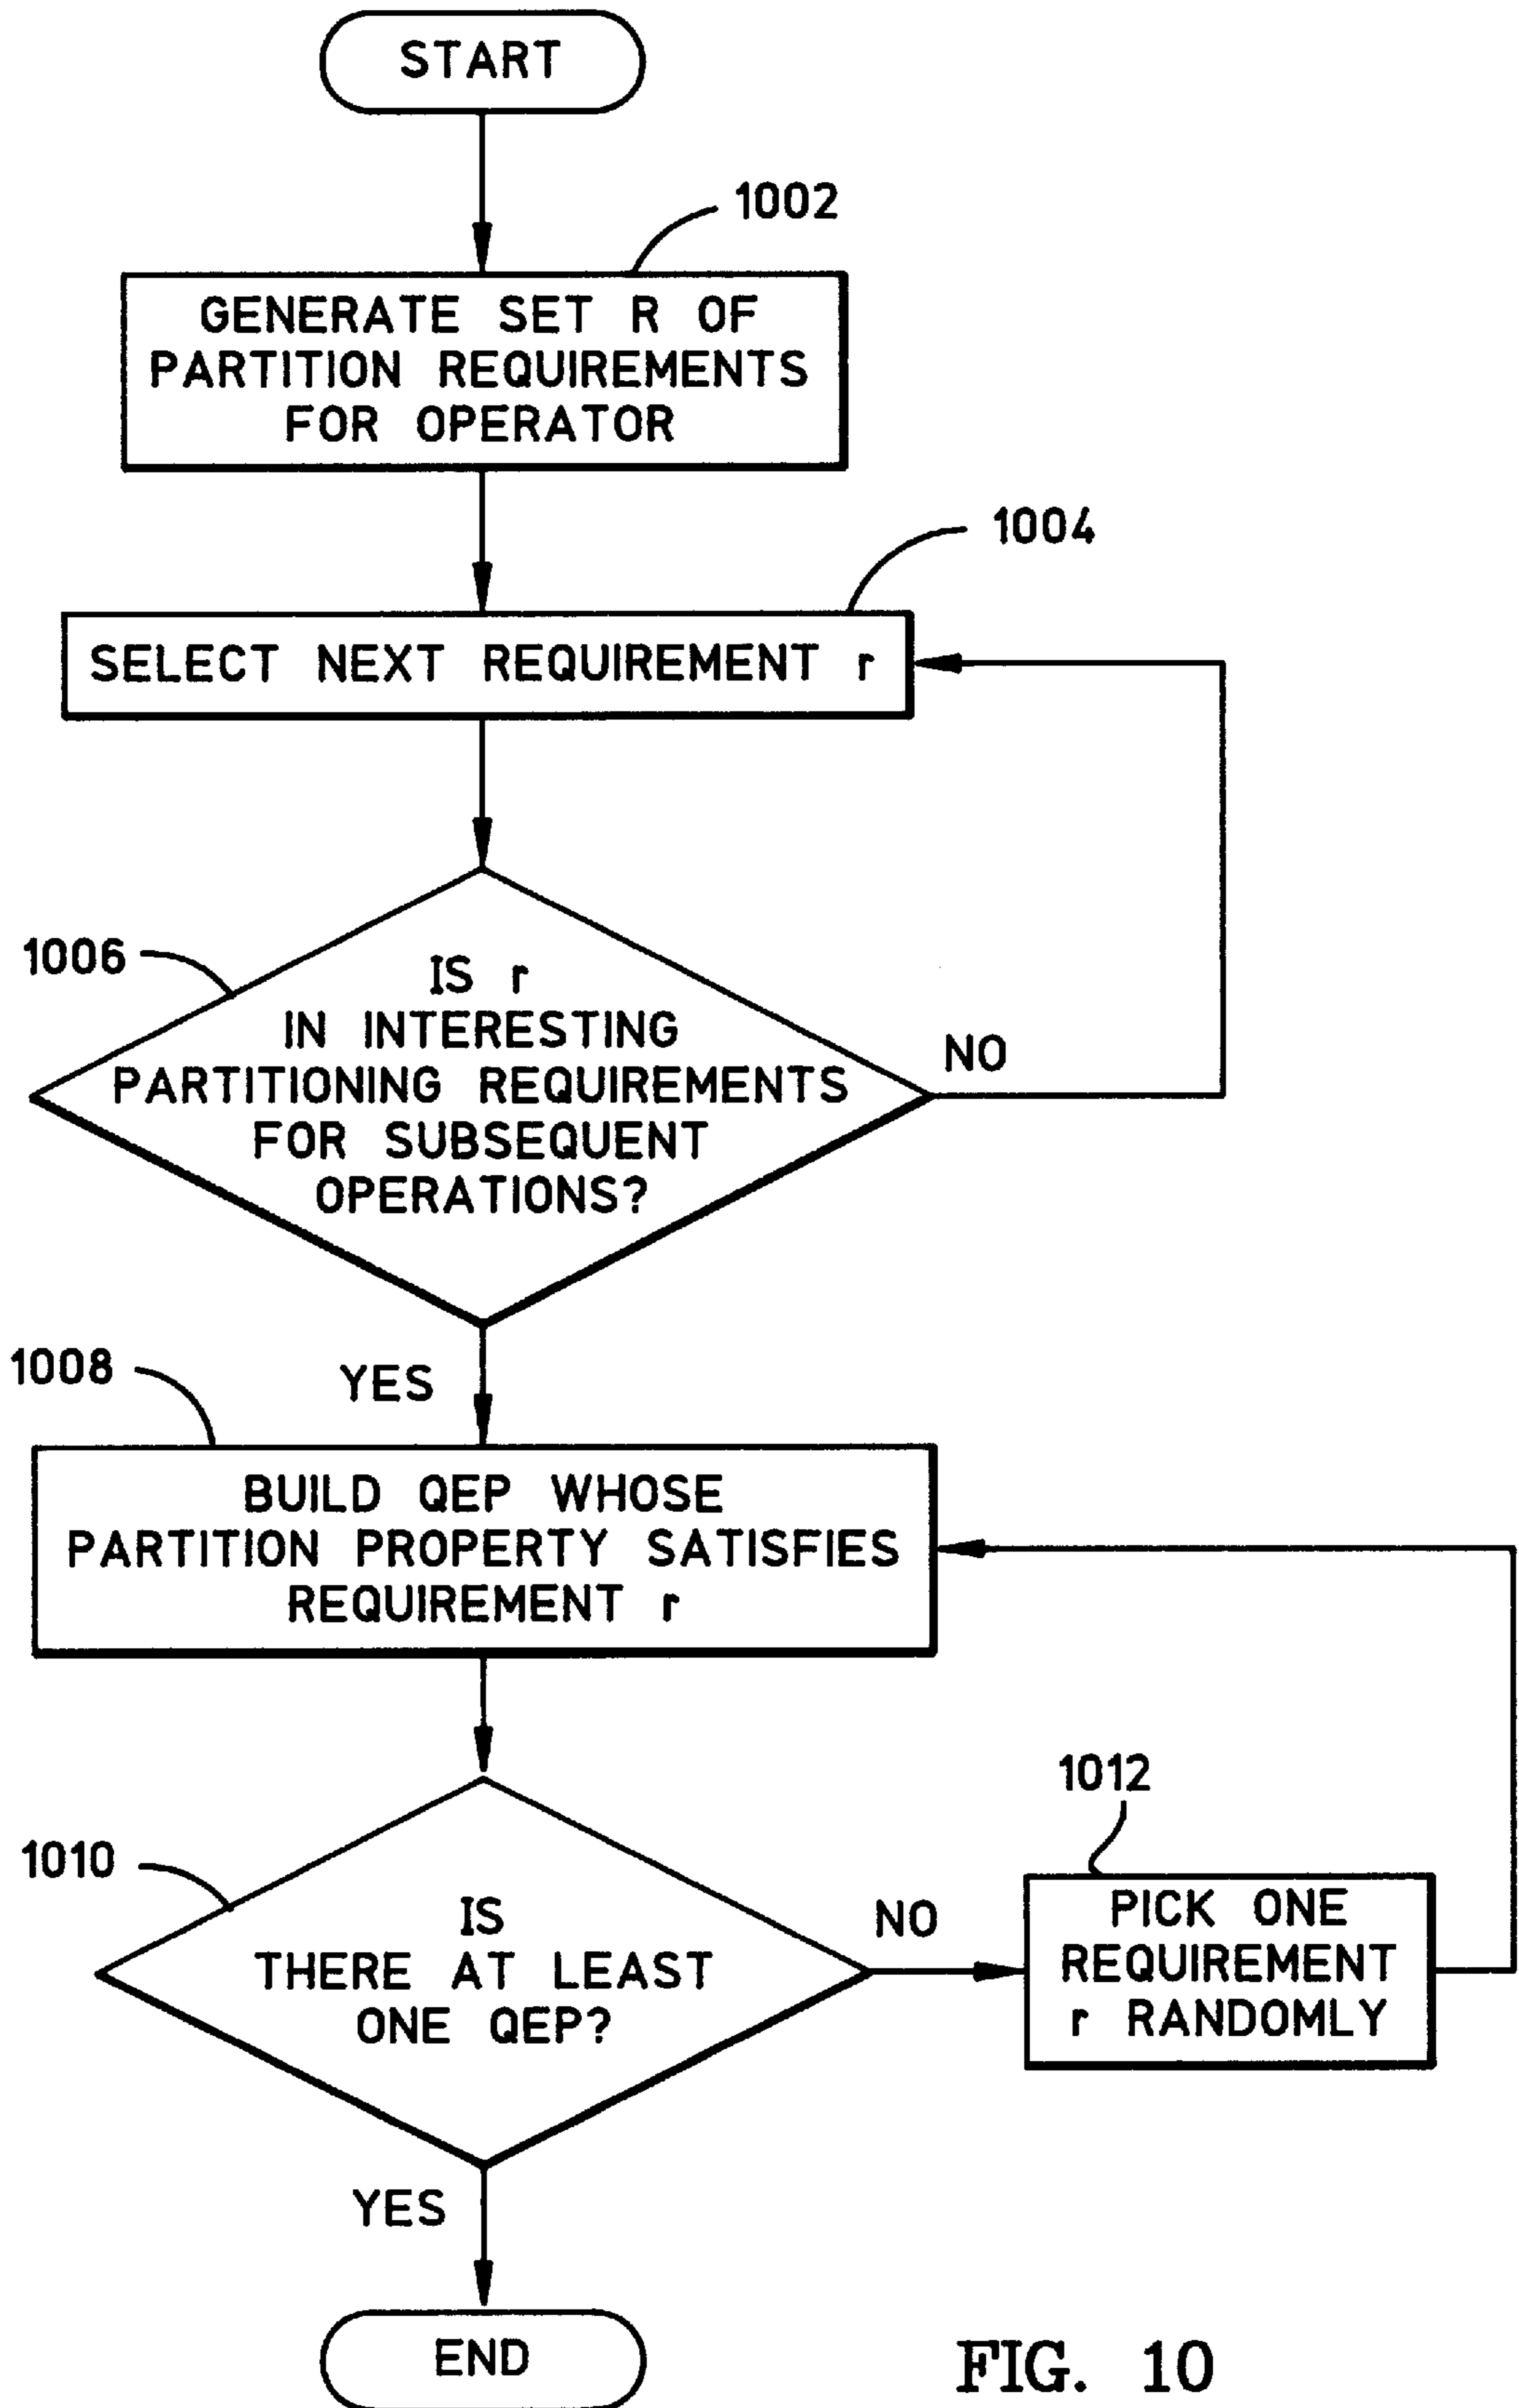 START
1002
GENERATE SET R OF
PARTITION REQUIREMENTS
FOR OPERATOR
1004
SELECT NEXT REQUIREMENT r
1006
IS r
IN INTERESTING
PARTITIONING REQUIREMENTS
FOR SUBSEQUENT
OPERATIONS?
NO
YES
1008
BUILD QEP WHOSE
PARTITION PROPERTY SATISFIES
REQUIREMENT r
1010
IS
THERE AT LEAST
ONE QEP?
NO
1012
PICK ONE
REQUIREMENT
r RANDOMLY
YES
END
FIG. 10